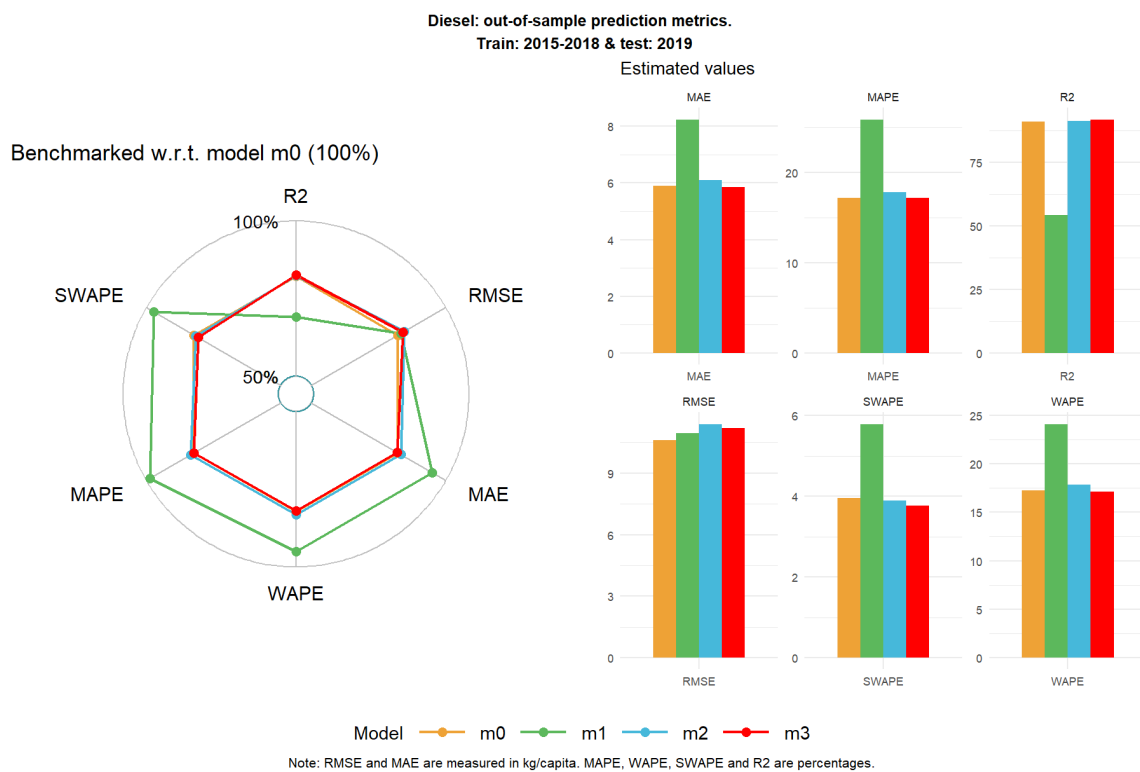 Diesel: out-of-sample prediction metrics.
Train: 2015-2018 & test: 2019
Benchmarked w.r.t. model m0 (100%)
R2
100%
SWAPE
RMSE
50%
MAPE
MAE
WAPE
Estimated values
MAE
MAPE
R2
8
6
4
2
0
20
10
0
75
50
25
0
MAE
MAPE
R2
RMSE
SWAPE
WAPE
9
6
3
0
6
4
2
0
25
20
15
10
5
0
RMSE
SWAPE
WAPE
Model m0 m1 m2 m3
Note: RMSE and MAE are measured in kg/capita. MAPE, WAPE, SWAPE and R2 are percentages.